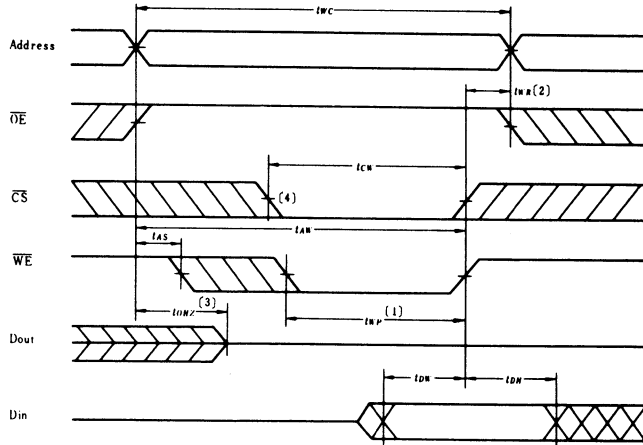 tWC
Address
tWR (2)
OE
tCW
CS
(4)
tAW
tAS
WE
(3)
tOHZ
(1)
tWP
Dout
tDW
tDH
Din